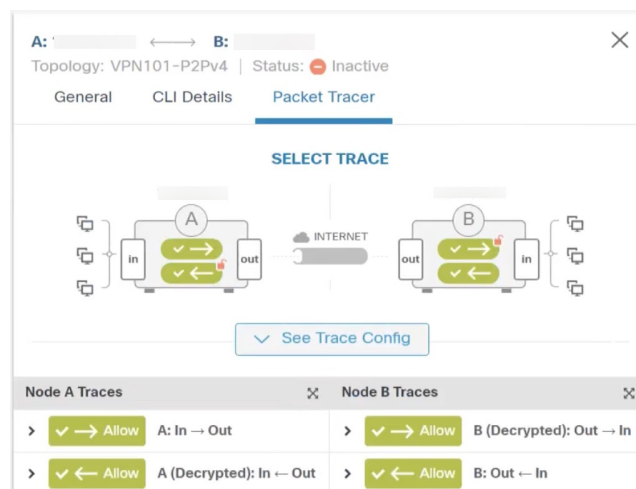 A: ⟷ B:
Topology: VPN101-P2Pv4 | Status: Inactive
General CLI Details Packet Tracer
SELECT TRACE
A B
INTERNET
in out out in
See Trace Config
Node A Traces Node B Traces
Allow A: In → Out Allow B (Decrypted): Out → In
Allow A (Decrypted): In ← Out Allow B: Out ← In